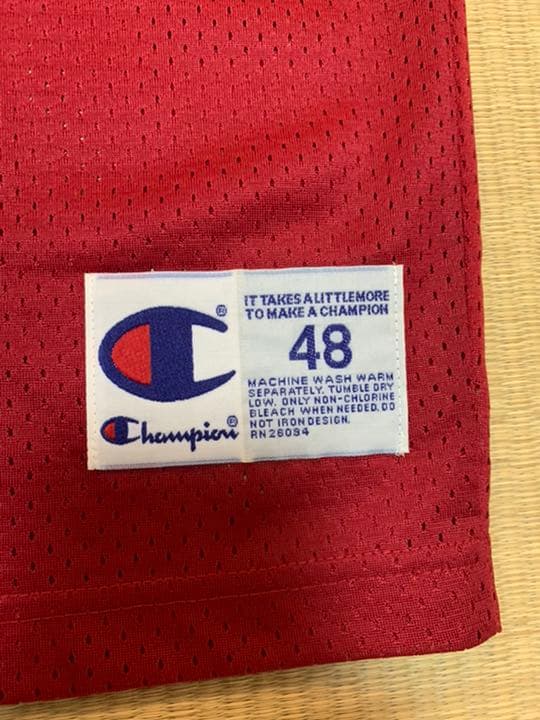 ®
Champion®
IT TAKES A LITTLE MORE
TO MAKE A CHAMPION
48
MACHINE WASH WARM
SEPARATELY. TUMBLE DRY
LOW. ONLY NON-CHLORINE
BLEACH WHEN NEEDED. DO
NOT IRON DESIGN.
RN26094